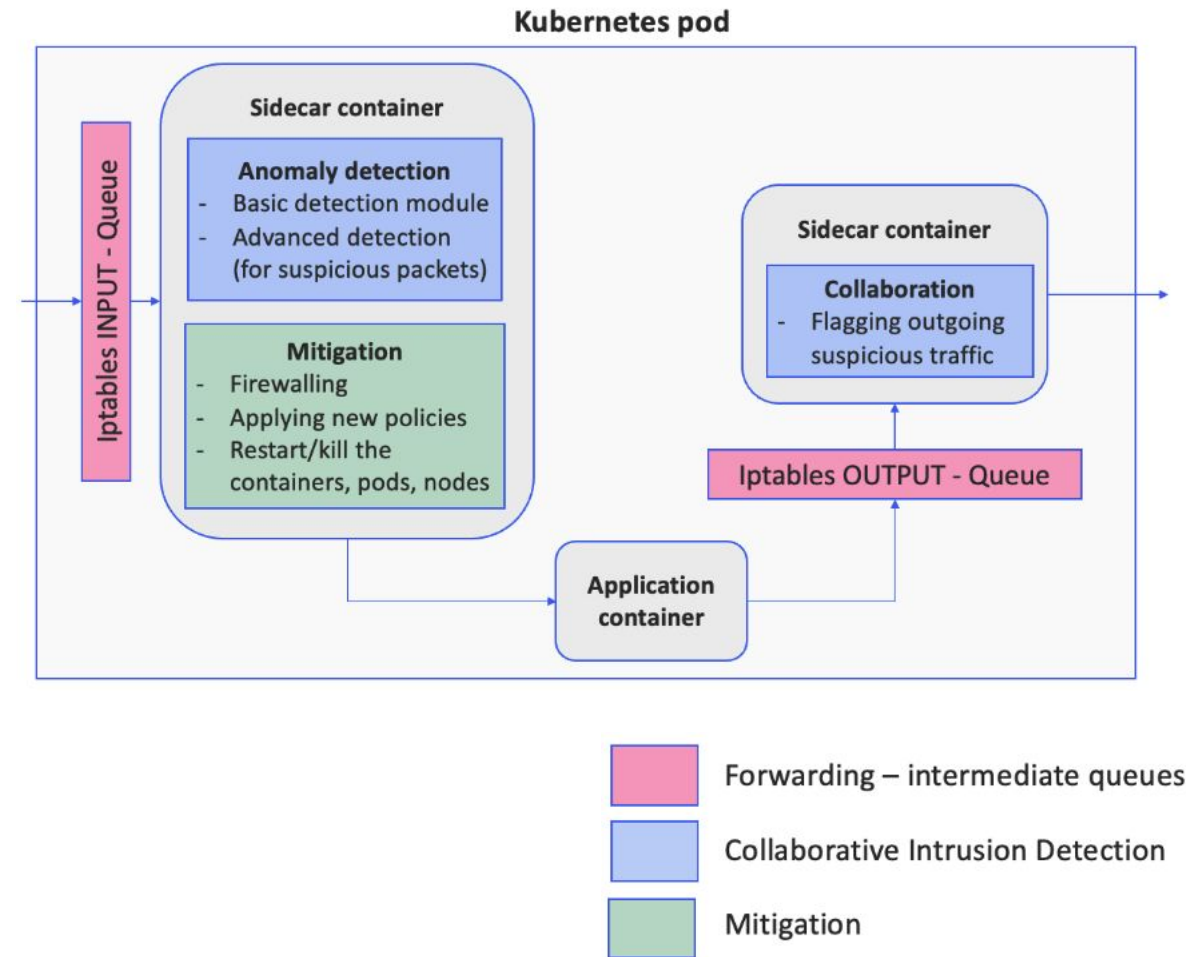 Kubernetes pod
Iptables INPUT - Queue
Sidecar container
Anomaly detection
- Basic detection module
- Advanced detection
(for suspicious packets)
Mitigation
- Firewalling
- Applying new policies
- Restart/kill the
containers, pods, nodes
Application
container
Iptables OUTPUT - Queue
Sidecar container
Collaboration
- Flagging outgoing
suspicious traffic
Forwarding – intermediate queues
Collaborative Intrusion Detection
Mitigation